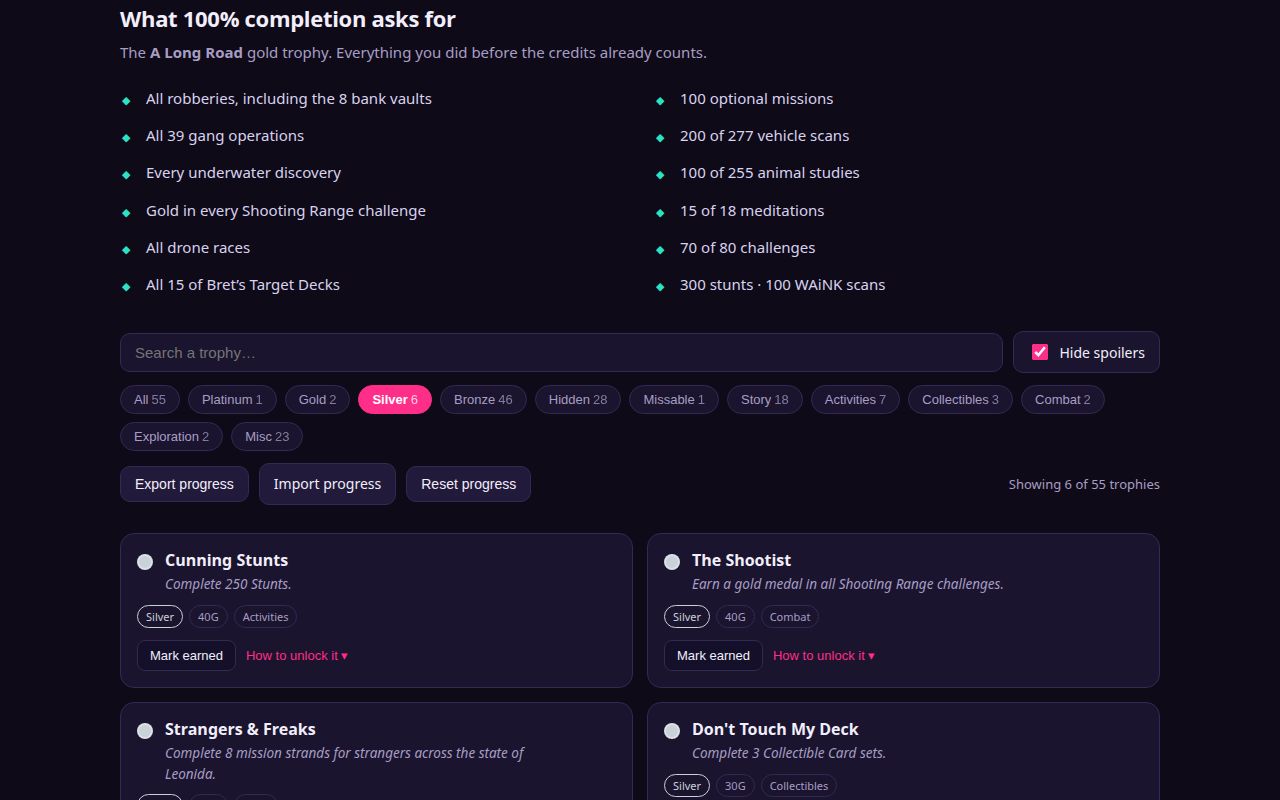 What 100% completion asks for
The A Long Road gold trophy. Everything you did before the credits already counts.
All robberies, including the 8 bank vaults
All 39 gang operations
Every underwater discovery
Gold in every Shooting Range challenge
All drone races
All 15 of Bret’s Target Decks
100 optional missions
200 of 277 vehicle scans
100 of 255 animal studies
15 of 18 meditations
70 of 80 challenges
300 stunts · 100 WAiNK scans
Search a trophy…
Hide spoilers
All 55 Platinum 1 Gold 2 Silver 6 Bronze 46 Hidden 28 Missable 1 Story 18 Activities 7 Collectibles 3 Combat 2
Exploration 2 Misc 23
Export progress Import progress Reset progress Showing 6 of 55 trophies
Cunning Stunts
Complete 250 Stunts.
Silver 40G Activities
Mark earned How to unlock it ▾
The Shootist
Earn a gold medal in all Shooting Range challenges.
Silver 40G Combat
Mark earned How to unlock it ▾
Strangers & Freaks
Complete 8 mission strands for strangers across the state of
Leonida.
Don't Touch My Deck
Complete 3 Collectible Card sets.
Silver 30G Collectibles